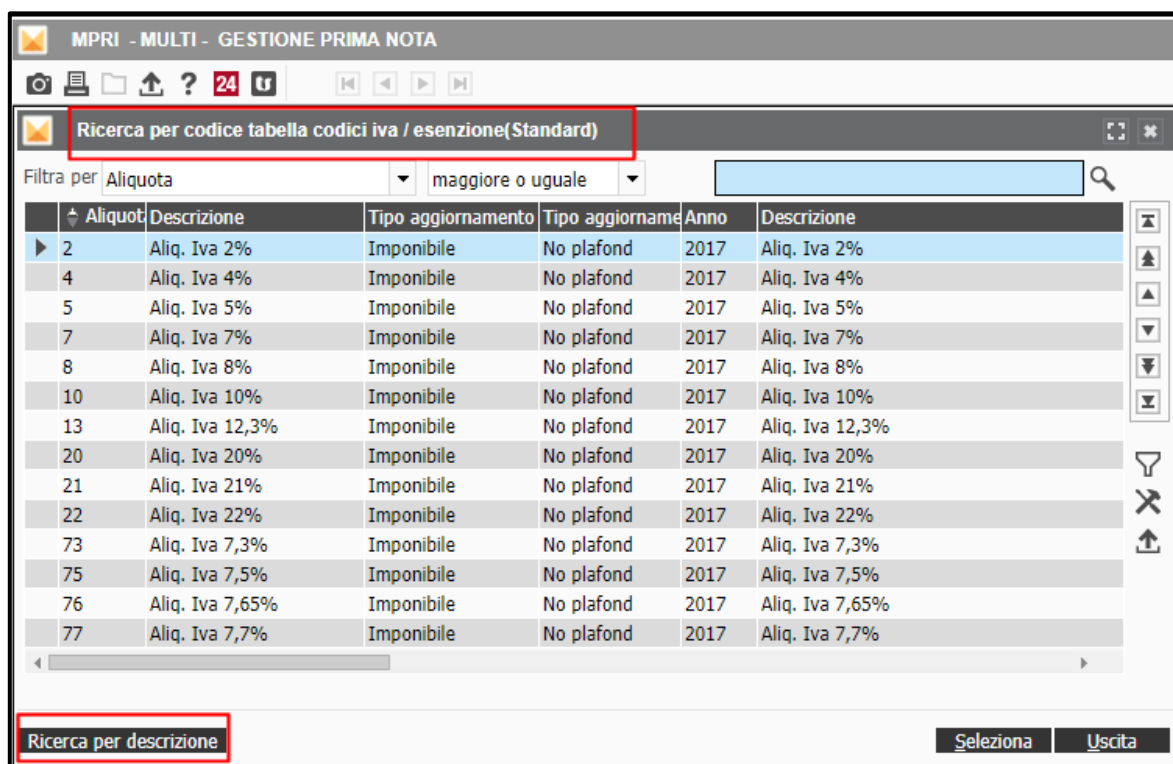 MPRI - MULTI - GESTIONE PRIMA NOTA
? 24 tu
Ricerca per codice tabella codici iva / esenzione(Standard)
Filtra per Aliquota maggiore o uguale
Aliquot Descrizione Tipo aggiornamento Tipo aggiorname Anno Descrizione
2 Aliq. Iva 2% Imponibile No plafond 2017 Aliq. Iva 2%
4 Aliq. Iva 4% Imponibile No plafond 2017 Aliq. Iva 4%
5 Aliq. Iva 5% Imponibile No plafond 2017 Aliq. Iva 5%
7 Aliq. Iva 7% Imponibile No plafond 2017 Aliq. Iva 7%
8 Aliq. Iva 8% Imponibile No plafond 2017 Aliq. Iva 8%
10 Aliq. Iva 10% Imponibile No plafond 2017 Aliq. Iva 10%
13 Aliq. Iva 12,3% Imponibile No plafond 2017 Aliq. Iva 12,3%
20 Aliq. Iva 20% Imponibile No plafond 2017 Aliq. Iva 20%
21 Aliq. Iva 21% Imponibile No plafond 2017 Aliq. Iva 21%
22 Aliq. Iva 22% Imponibile No plafond 2017 Aliq. Iva 22%
73 Aliq. Iva 7,3% Imponibile No plafond 2017 Aliq. Iva 7,3%
75 Aliq. Iva 7,5% Imponibile No plafond 2017 Aliq. Iva 7,5%
76 Aliq. Iva 7,65% Imponibile No plafond 2017 Aliq. Iva 7,65%
77 Aliq. Iva 7,7% Imponibile No plafond 2017 Aliq. Iva 7,7%
Ricerca per descrizione Seleziona Uscita